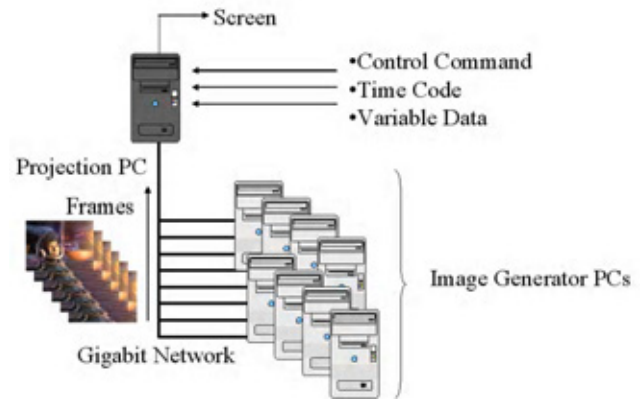 Screen
•Control Command
•Time Code
•Variable Data
Projection PC
Frames
Image Generator PCs
Gigabit Network